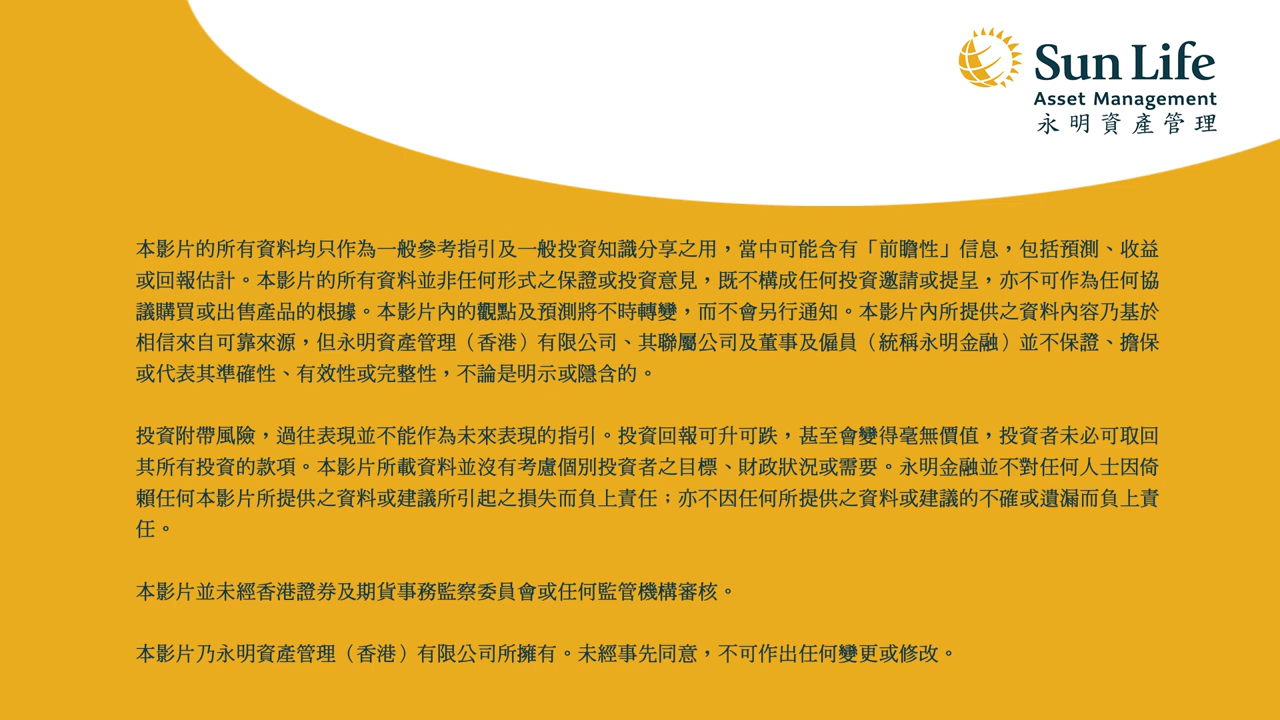 Sun Life
Asset Management
永明資產管理
本影片的所有資料均只作為一般參考指引及一般投資知識分享之用，當中可能含有「前瞻性」信息，包括預測、收益
或回報估計。本影片的所有資料並非任何形式之保證或投資意見，既不構成任何投資邀請或提呈，亦不可作為任何協
議購買或出售產品的根據。本影片內的觀點及預測將不時轉變，而不會另行通知。本影片內所提供之資料內容乃基於
相信來自可靠來源，但永明資產管理（香港）有限公司、其聯屬公司及董事及僱員（統稱永明金融）並不保證、擔保
或代表其準確性、有效性或完整性，不論是明示或隱含的。
投資附帶風險，過往表現並不能作為未來表現的指引。投資回報可升可跌，甚至會變得毫無價值，投資者未必可取回
其所有投資的款項。本影片所載資料並沒有考慮個別投資者之目標、財政狀況或需要。永明金融並不對任何人士因倚
賴任何本影片所提供之資料或建議所引起之損失而負上責任；亦不因任何所提供之資料或建議的不確或遺漏而負上責
任。
本影片並未經香港證券及期貨事務監察委員會或任何監管機構審核。
本影片乃永明資產管理（香港）有限公司所擁有。未經事先同意，不可作出任何變更或修改。